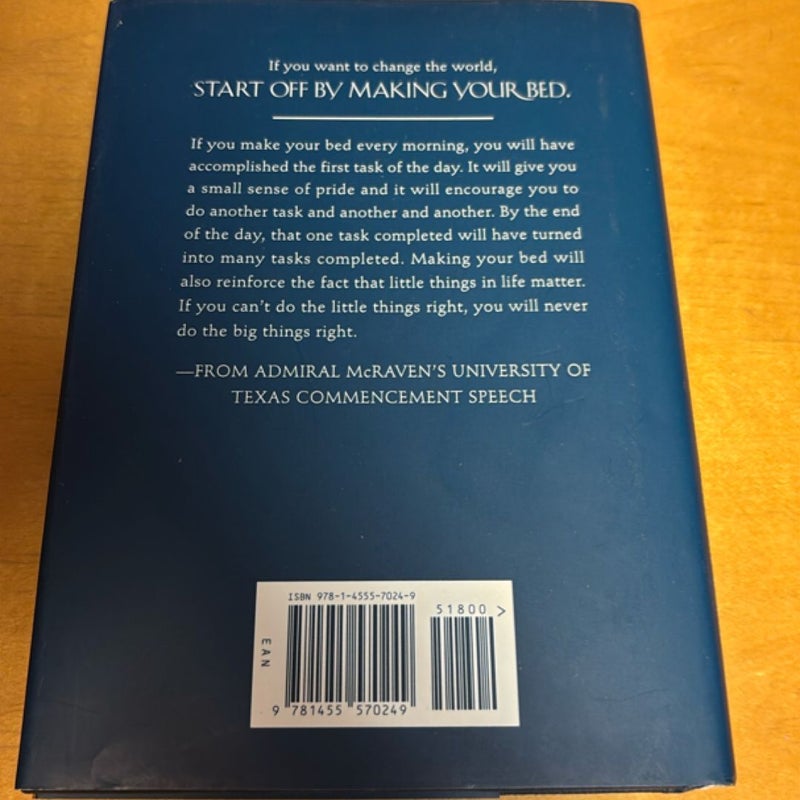 If you want to change the world,
START OFF BY MAKING YOUR BED.
If you make your bed every morning, you will have
accomplished the first task of the day. It will give you
a small sense of pride and it will encourage you to
do another task and another and another. By the end
of the day, that one task completed will have turned
into many tasks completed. Making your bed will
also reinforce the fact that little things in life matter.
If you can't do the little things right, you will never
do the big things right.
—FROM ADMIRAL McRAVEN'S UNIVERSITY OF
TEXAS COMMENCEMENT SPEECH
ISBN 978-1-4555-7024-9
51800 >
EAN
9 781455 570249